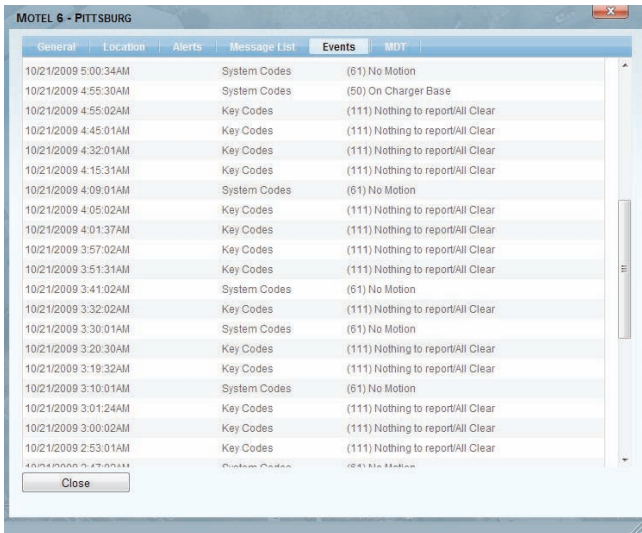 MOTEL 6 - PITTSBURG
General Location Alerts Message List Events MDT
10/21/2009 5:00:34AM System Codes (61) No Motion
10/21/2009 4:55:30AM System Codes (50) On Charger Base
10/21/2009 4:55:02AM Key Codes (111) Nothing to report/All Clear
10/21/2009 4:45:01AM Key Codes (111) Nothing to report/All Clear
10/21/2009 4:32:01AM Key Codes (111) Nothing to report/All Clear
10/21/2009 4:15:31AM Key Codes (111) Nothing to report/All Clear
10/21/2009 4:09:01AM System Codes (61) No Motion
10/21/2009 4:05:02AM Key Codes (111) Nothing to report/All Clear
10/21/2009 4:01:37AM Key Codes (111) Nothing to report/All Clear
10/21/2009 3:57:02AM Key Codes (111) Nothing to report/All Clear
10/21/2009 3:51:31AM Key Codes (111) Nothing to report/All Clear
10/21/2009 3:41:02AM System Codes (61) No Motion
10/21/2009 3:32:02AM Key Codes (111) Nothing to report/All Clear
10/21/2009 3:30:01AM System Codes (61) No Motion
10/21/2009 3:20:30AM Key Codes (111) Nothing to report/All Clear
10/21/2009 3:19:32AM Key Codes (111) Nothing to report/All Clear
10/21/2009 3:10:01AM System Codes (61) No Motion
10/21/2009 3:01:24AM Key Codes (111) Nothing to report/All Clear
10/21/2009 3:00:02AM Key Codes (111) Nothing to report/All Clear
10/21/2009 2:53:01AM Key Codes (111) Nothing to report/All Clear
System Codes (61) No Motion
Close